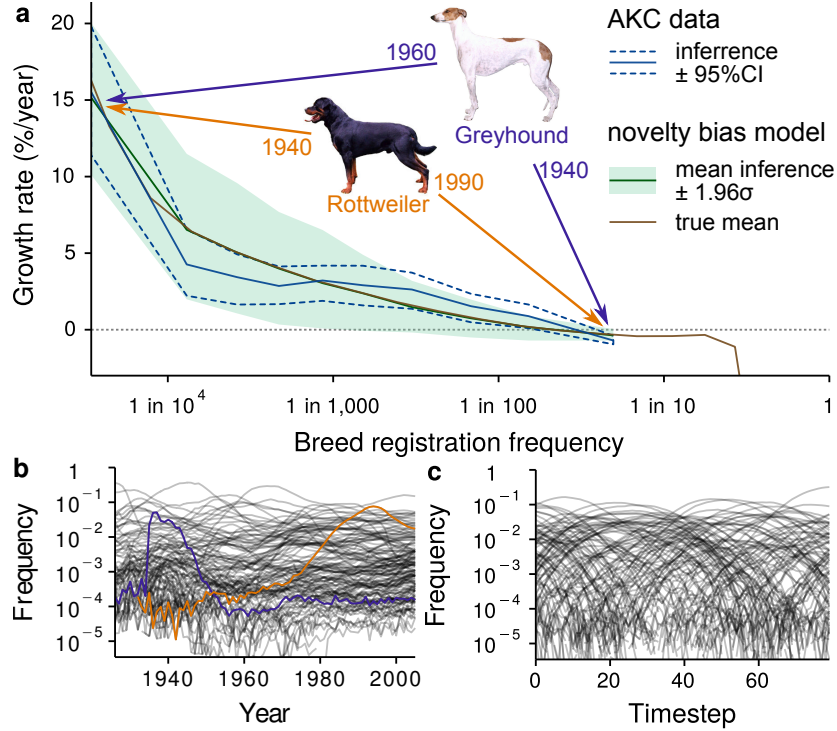 a
Growth rate (%/year)
20
15
10
5
0
1960
1940
Greyhound
1940
1990
Rottweiler
AKC data
inferrence
± 95%CI
novelty bias model
mean inference
± 1.96σ
true mean
1 in 10⁴
1 in 1,000
1 in 100
1 in 10
1
Breed registration frequency
b
Frequency
1
10⁻¹
10⁻²
10⁻³
10⁻⁴
10⁻⁵
1940
1960
1980
2000
Year
c
Frequency
1
10⁻¹
10⁻²
10⁻³
10⁻⁴
10⁻⁵
0
20
40
60
Timestep